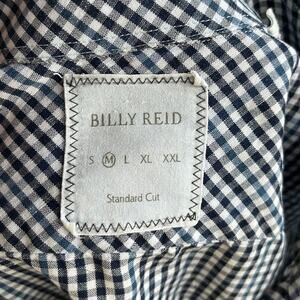 BILLY REID
S M L XL XXL
Standard Cut